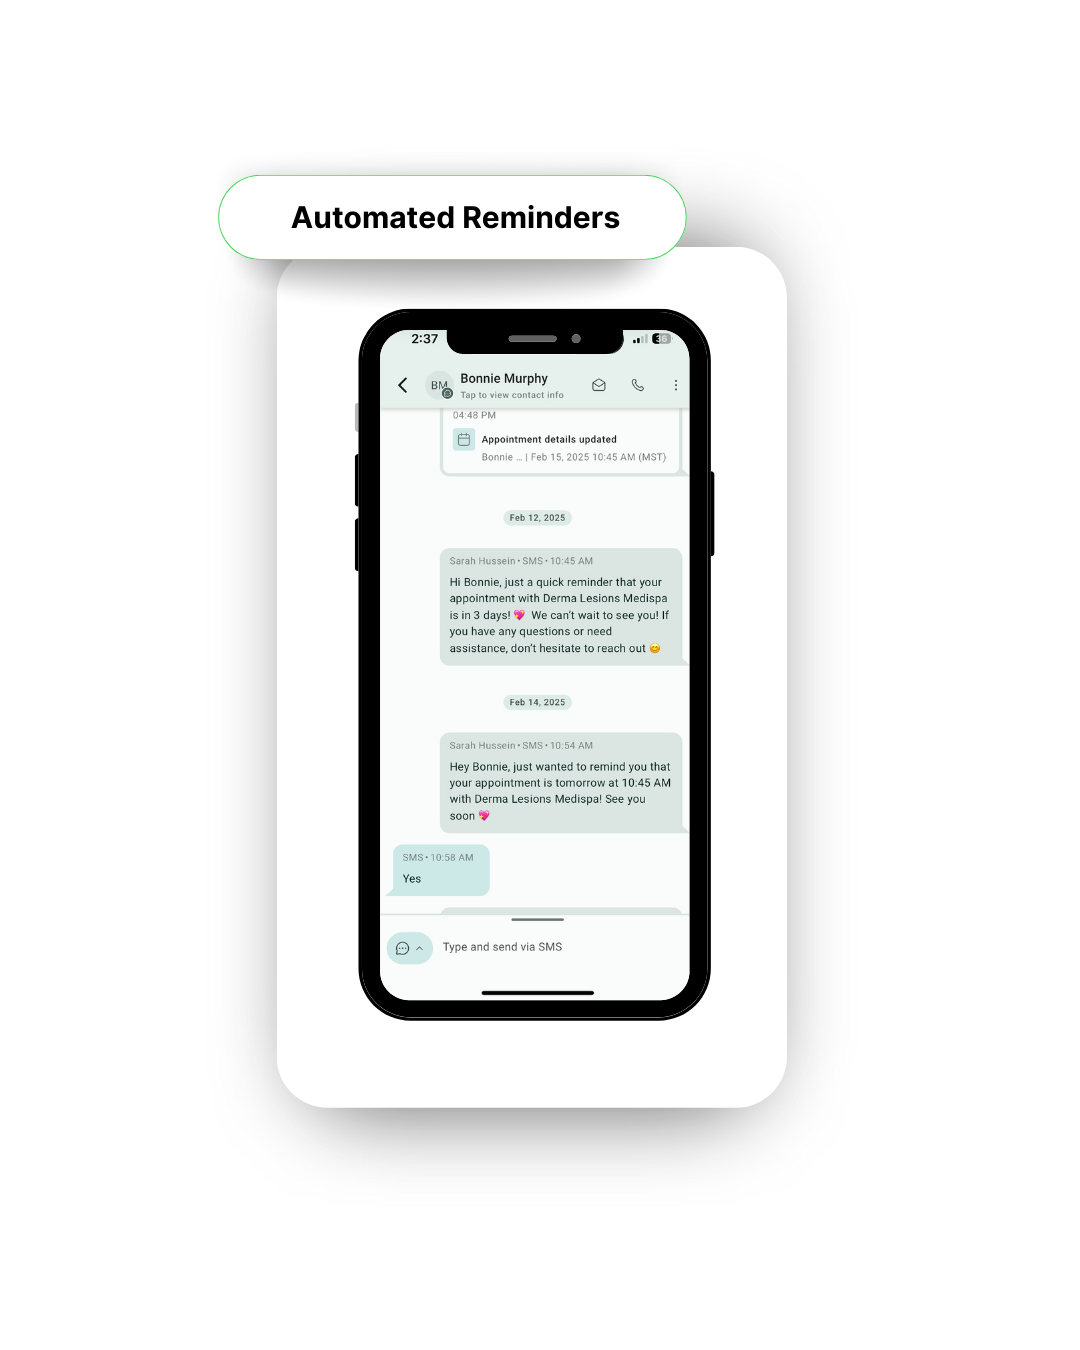 Automated Reminders
2:37
36
BM
Bonnie Murphy
Tap to view contact info
04:48 PM
Appointment details updated
Bonnie ... | Feb 15, 2025 10:45 AM (MST)
Feb 12, 2025
Sarah Hussein • SMS • 10:45 AM
Hi Bonnie, just a quick reminder that your
appointment with Derma Lesions Medispa
is in 3 days! 💖 We can't wait to see you! If
you have any questions or need
assistance, don't hesitate to reach out 😊
Feb 14, 2025
Sarah Hussein • SMS • 10:54 AM
Hey Bonnie, just wanted to remind you that
your appointment is tomorrow at 10:45 AM
with Derma Lesions Medispa! See you
soon 💖
SMS • 10:58 AM
Yes
Type and send via SMS